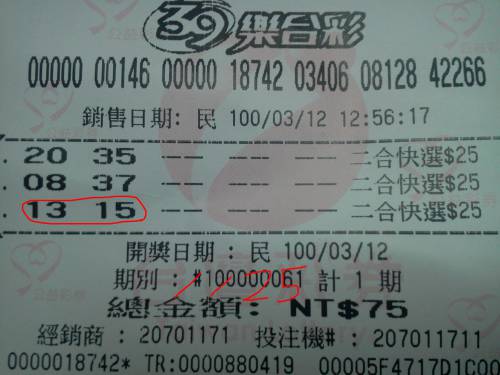 39樂合彩
00000 00146 00000 18742 03406 08128 42266
銷售日期: 民 100/03/12 12:56:17
. 20 35 -- -- -- 二合快選$25
. 08 37 -- -- -- 二合快選$25
. 13 15 -- -- -- 二合快選$25
開獎日期 : 民 100/03/12
期別 : #100000061 計 1 期
總金額: NT$75
經銷商 : 20701171 投注機# : 207011711
0000018742* TR:0000880419 00005F4717D1C00